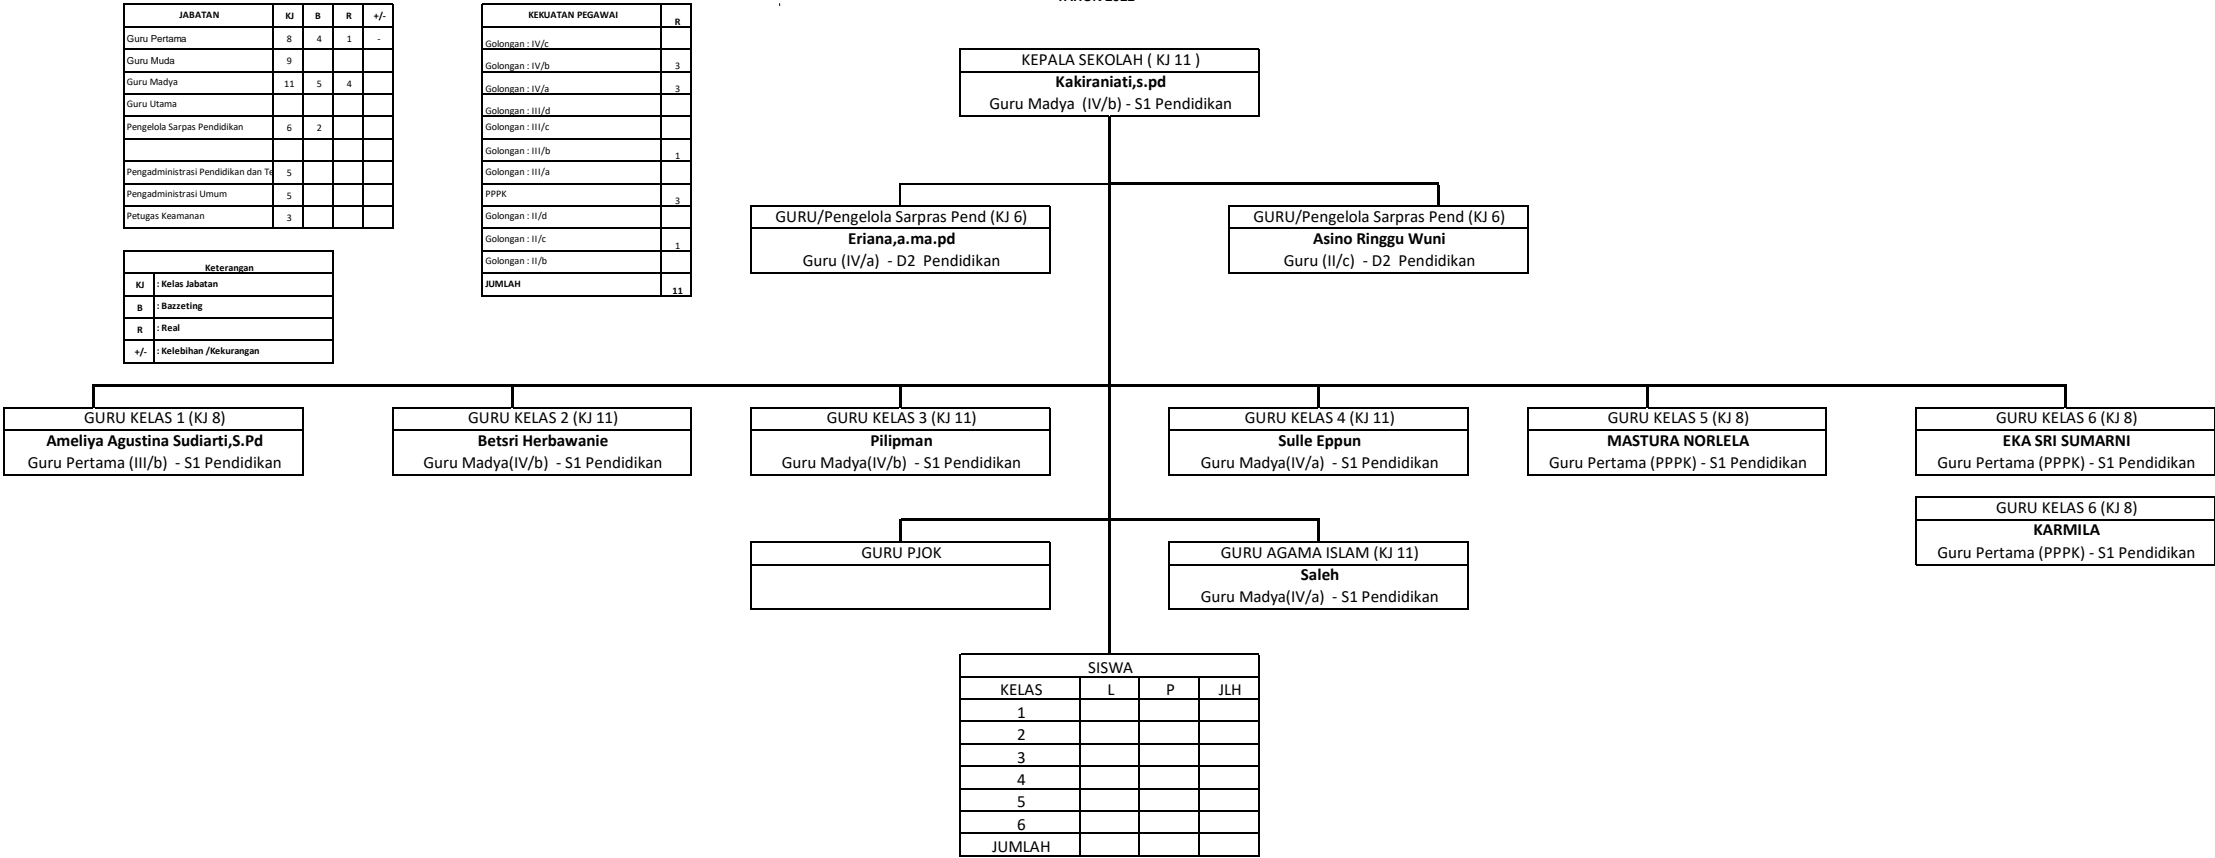 JABATAN KJ B R +/-
Guru Pertama 8 4 1 -
Guru Muda 9
Guru Madya 11 5 4
Guru Utama
Pengelola Sarpas Pendidikan 6 2
Pengadministrasi Pendidikan dan Te 5
Pengadministrasi Umum 5
Petugas Keamanan 3
Keterangan
KJ : Kelas Jabatan
B : Bazzeting
R : Real
+/- : Kelebihan /Kekurangan
KEKUATAN PEGAWAI R
Golongan : IV/c
Golongan : IV/b 3
Golongan : IV/a 3
Golongan : III/d
Golongan : III/c
Golongan : III/b 1
Golongan : III/a
PPPK 3
Golongan : II/d
Golongan : II/c 1
Golongan : II/b
JUMLAH 11
KEPALA SEKOLAH ( KJ 11 )
Kakiraniati,s.pd
Guru Madya (IV/b) - S1 Pendidikan
GURU/Pengelola Sarpras Pend (KJ 6)
Eriana,a.ma.pd
Guru (IV/a) - D2 Pendidikan
GURU/Pengelola Sarpras Pend (KJ 6)
Asino Ringgu Wuni
Guru (II/c) - D2 Pendidikan
GURU KELAS 1 (KJ 8)
Ameliya Agustina Sudiarti,S.Pd
Guru Pertama (III/b) - S1 Pendidikan
GURU KELAS 2 (KJ 11)
Betsri Herbawanie
Guru Madya(IV/b) - S1 Pendidikan
GURU KELAS 3 (KJ 11)
Pilipman
Guru Madya(IV/b) - S1 Pendidikan
GURU KELAS 4 (KJ 11)
Sulle Eppun
Guru Madya(IV/a) - S1 Pendidikan
GURU KELAS 5 (KJ 8)
MASTURA NORLELA
Guru Pertama (PPPK) - S1 Pendidikan
GURU KELAS 6 (KJ 8)
EKA SRI SUMARNI
Guru Pertama (PPPK) - S1 Pendidikan
GURU KELAS 6 (KJ 8)
KARMILA
Guru Pertama (PPPK) - S1 Pendidikan
GURU PJOK
GURU AGAMA ISLAM (KJ 11)
Saleh
Guru Madya(IV/a) - S1 Pendidikan
SISWA
KELAS L P JLH
1
2
3
4
5
6
JUMLAH